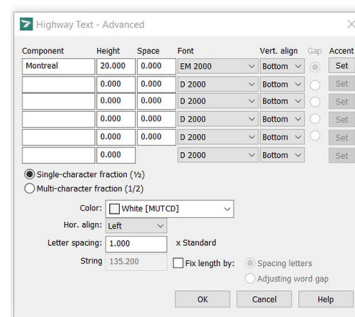 Highway Text - Advanced
Component Height Space Font Vert. align Gap Accent
Montreal 20.000 0.000 EM 2000 Bottom Set
0.000 0.000 D 2000 Bottom Set
0.000 0.000 D 2000 Bottom Set
0.000 0.000 D 2000 Bottom Set
0.000 0.000 D 2000 Bottom Set
0.000 D 2000 Bottom Set
Single-character fraction (½)
Multi-character fraction (1/2)
Color: White [MUTCD]
Hor. align: Left
Letter spacing: 1.000 x Standard
String 135.200 Fix length by: Spacing letters
Adjusting word gap
OK Cancel Help